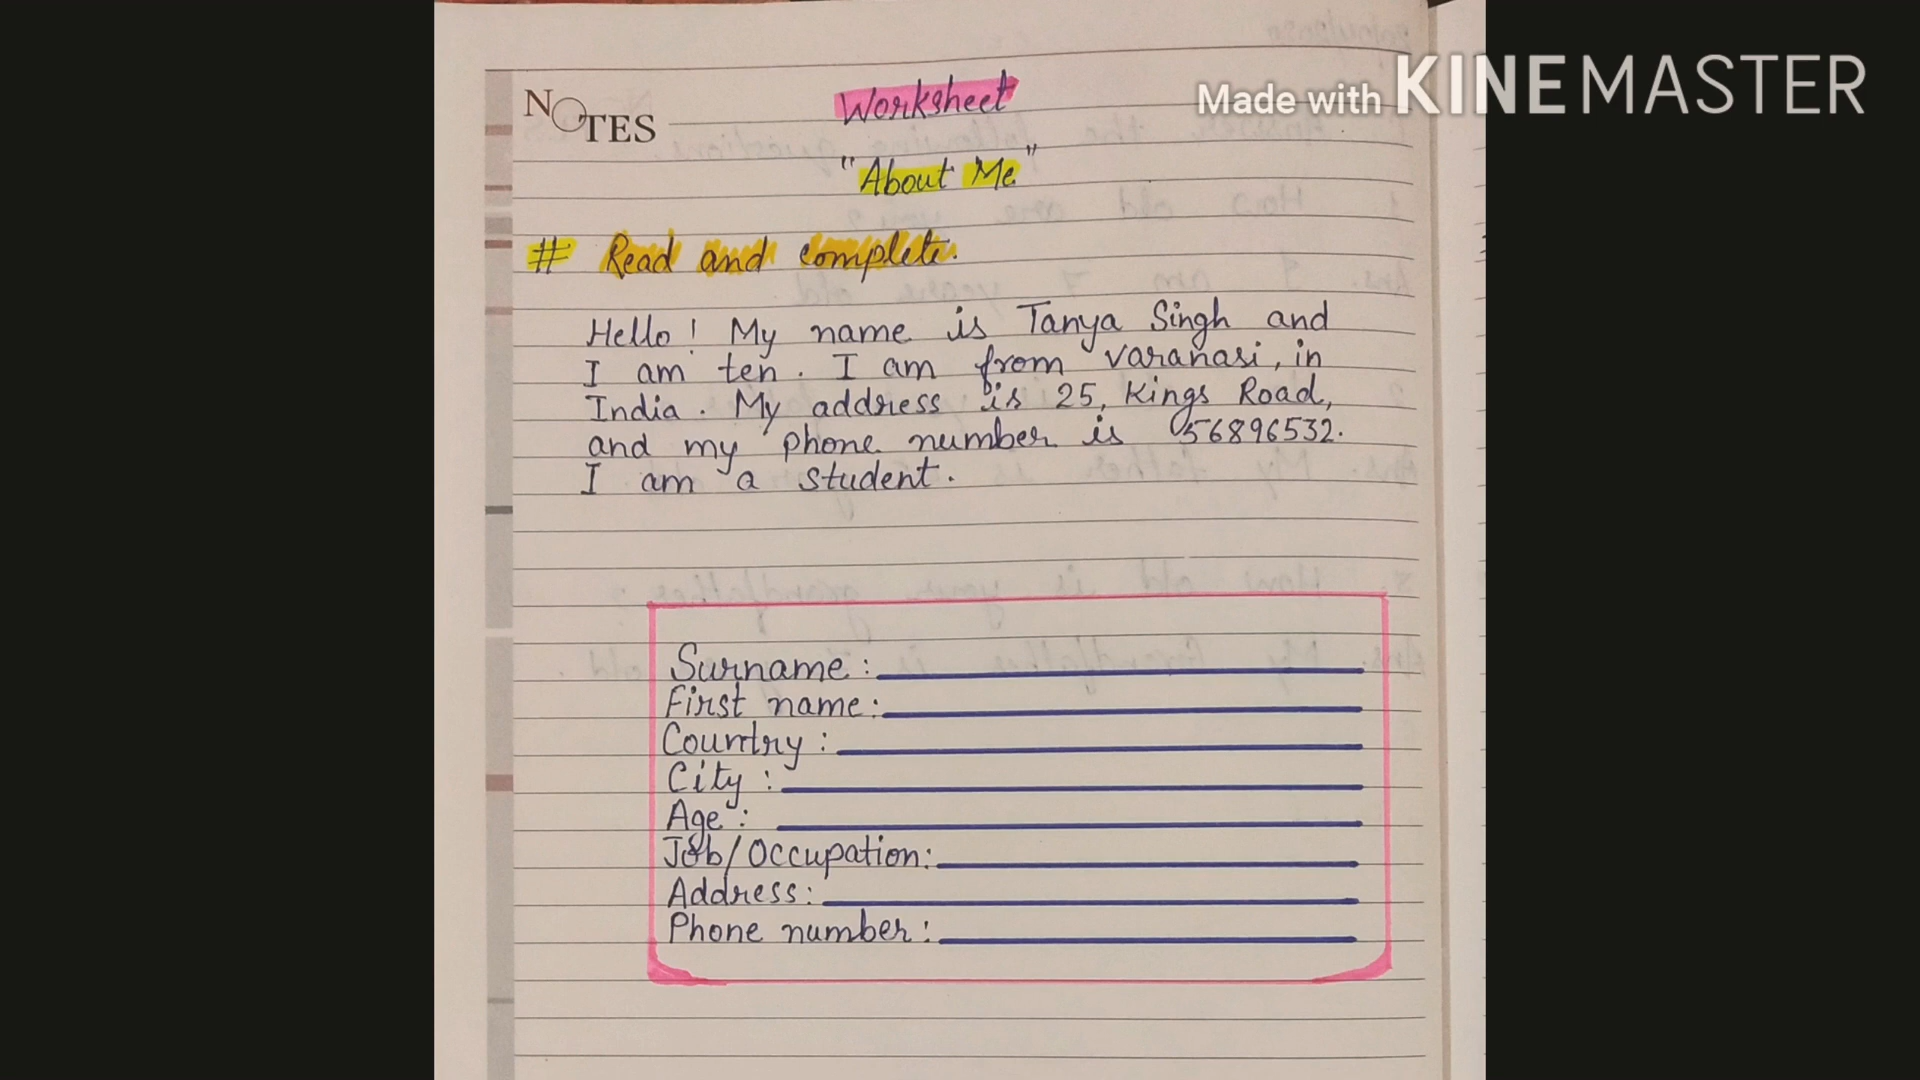 Made with KINEMASTER
NOTES
Worksheet
"About Me"
# Read and complete.
Hello! My name is Tanya Singh and
I am ten. I am from varanasi, in
India. My address is 25, Kings Road,
and my phone number is 056896532.
I am a student.
Surname:
First name:
Country:
City:
Age:
Job/Occupation:
Address:
Phone number: